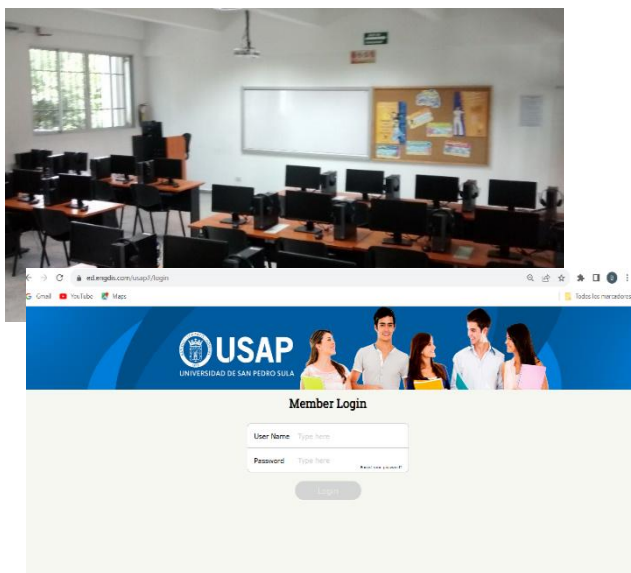 ed.engdis.com/usap7/login
Gmail YouTube Maps Todos los marcadores
USAP
UNIVERSIDAD DE SAN PEDRO SULA
Member Login
User Name Type here
Password Type here
Login